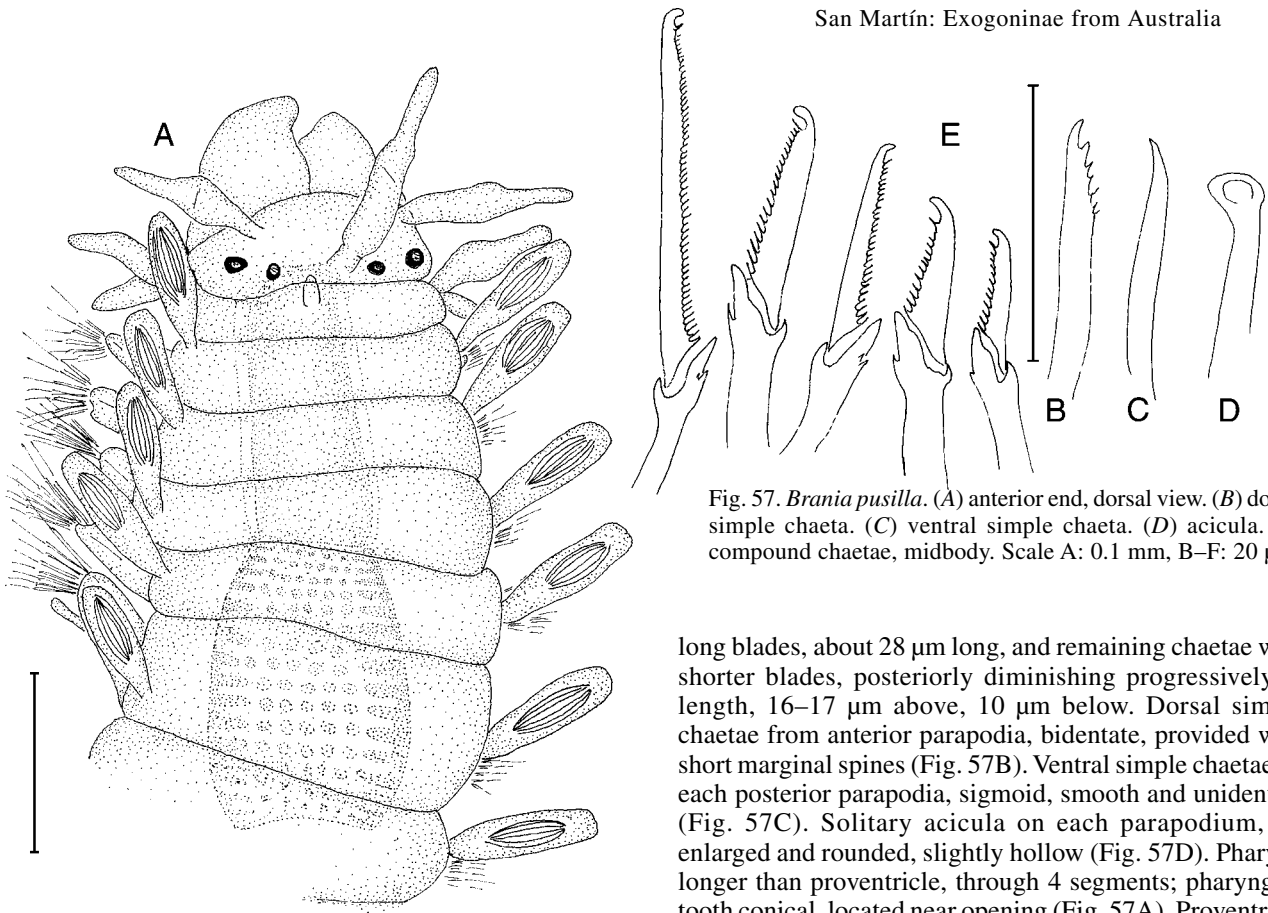 San Martín: Exogoninae from Australia
A
E
B
C
D
Fig. 57. Brania pusilla. (A) anterior end, dorsal view. (B)
simple chaeta. (C) ventral simple chaeta. (D) acicula.
compound chaetae, midbody. Scale A: 0.1 mm, B–F: 20
long blades, about 28 µm long, and remaining chaetae
shorter blades, posteriorly diminishing progressively
length, 16–17 µm above, 10 µm below. Dorsal
chaetae from anterior parapodia, bidentate, provided
short marginal spines (Fig. 57B). Ventral simple chaetae
each posterior parapodia, sigmoid, smooth and
(Fig. 57C). Solitary acicula on each parapodium,
enlarged and rounded, slightly hollow (Fig. 57D).
longer than proventricle, through 4 segments;
tooth conical, located near opening (Fig. 57A).